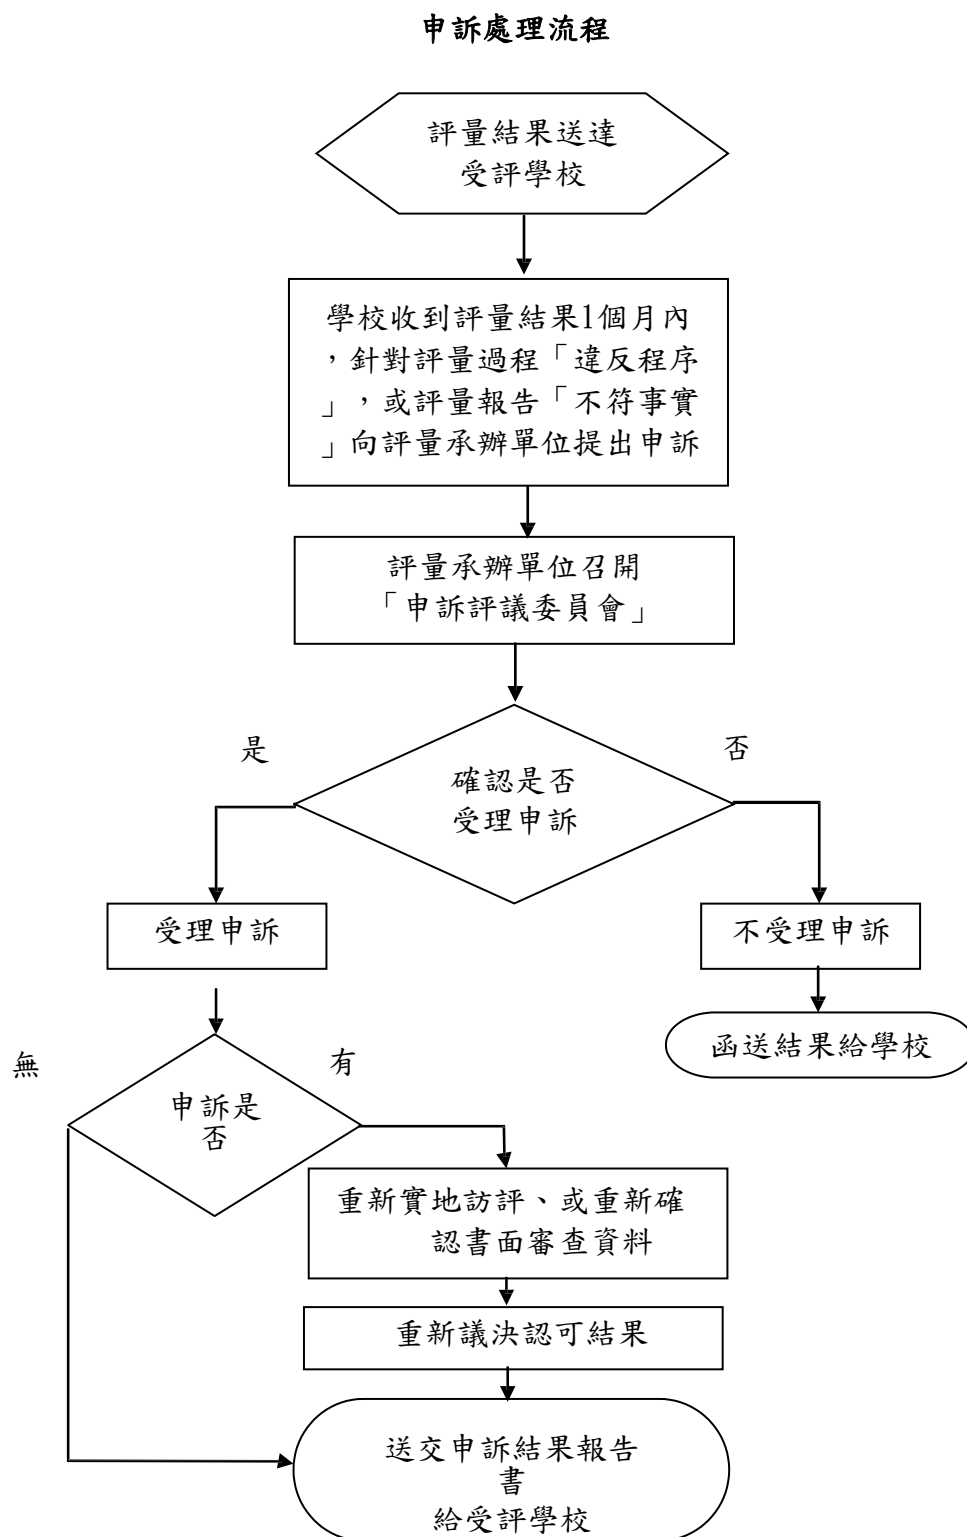 申訴處理流程
評量結果送達
受評學校
學校收到評量結果1個月內
，針對評量過程「違反程序
」，或評量報告「不符事實
」向評量承辦單位提出申訴
評量承辦單位召開
「申訴評議委員會」
是
否
確認是否
受理申訴
受理申訴
不受理申訴
函送結果給學校
無
有
申訴是
否
重新實地訪評、或重新確
認書面審查資料
重新議決認可結果
送交申訴結果報告
書
給受評學校